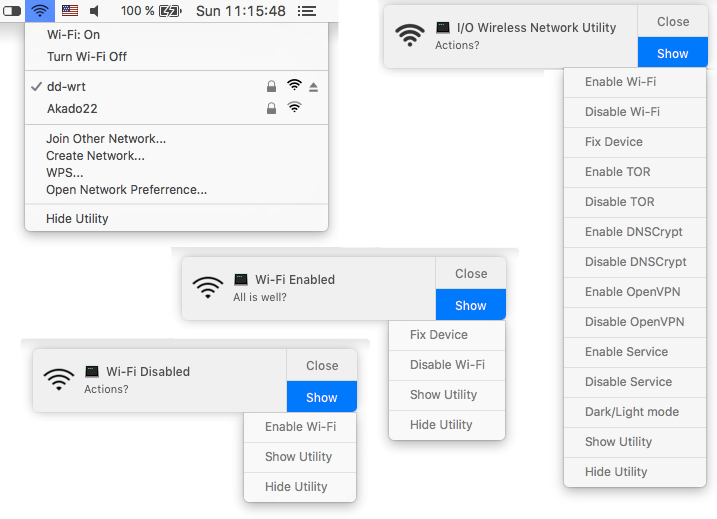 100 %
Sun 11:15:48
Wi-Fi: On
Turn Wi-Fi Off
dd-wrt
Akado22
Join Other Network...
Create Network...
WPS...
Open Network Preferrence...
Hide Utility
I/O Wireless Network Utility
Actions?
Close
Show
Enable Wi-Fi
Disable Wi-Fi
Fix Device
Enable TOR
Disable TOR
Enable DNSCrypt
Disable DNSCrypt
Enable OpenVPN
Disable OpenVPN
Enable Service
Disable Service
Dark/Light mode
Show Utility
Hide Utility
Wi-Fi Enabled
All is well?
Close
Show
Fix Device
Disable Wi-Fi
Show Utility
Hide Utility
Wi-Fi Disabled
Actions?
Close
Show
Enable Wi-Fi
Show Utility
Hide Utility